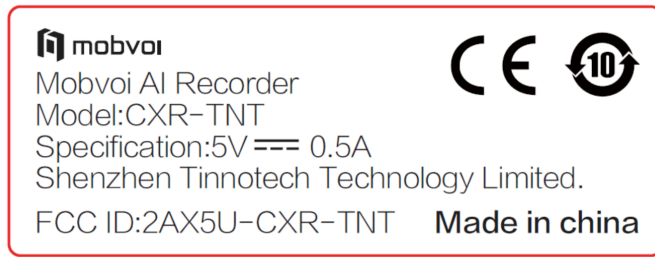 mobvoi
Mobvoi AI Recorder
Model:CXR-TNT
Specification:5V⎓0.5A
Shenzhen Tinnotech Technology Limited.
FCC ID:2AX5U-CXR-TNT Made in china
CE
10